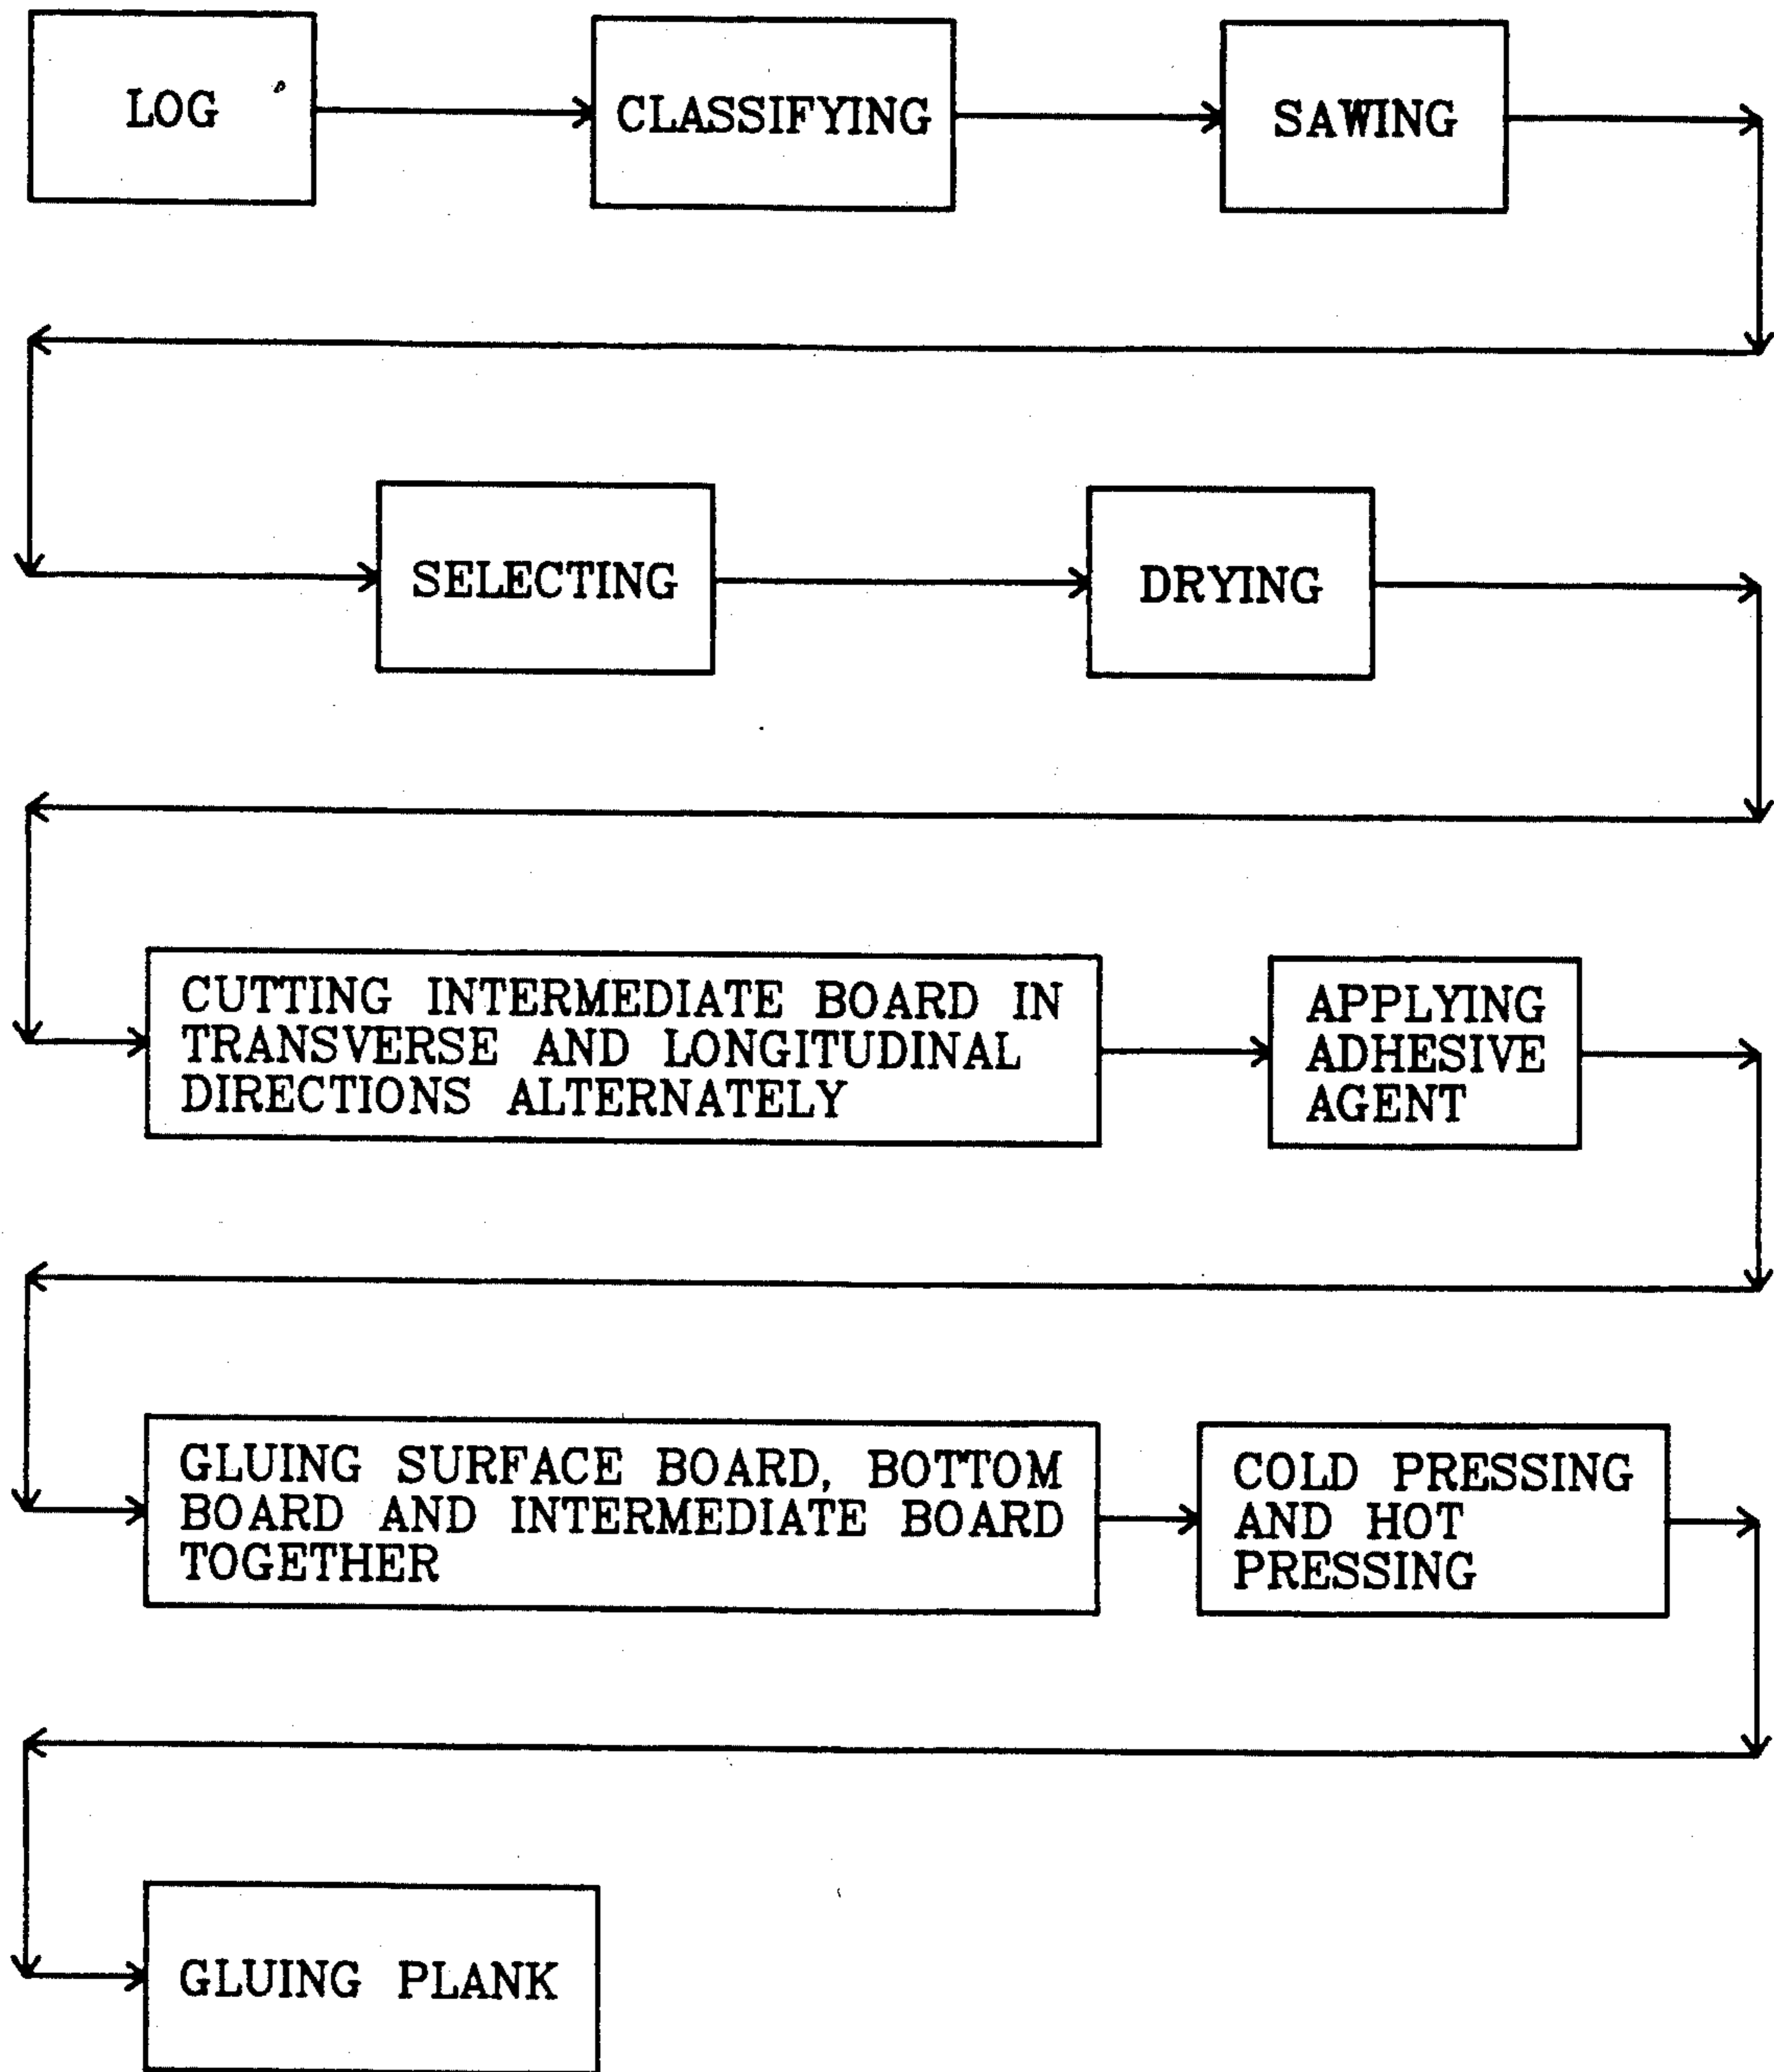 LOG
CLASSIFYING
SAWING
SELECTING
DRYING
CUTTING INTERMEDIATE BOARD IN
TRANSVERSE AND LONGITUDINAL
DIRECTIONS ALTERNATELY
APPLYING
ADHESIVE
AGENT
GLUING SURFACE BOARD, BOTTOM
BOARD AND INTERMEDIATE BOARD
TOGETHER
COLD PRESSING
AND HOT
PRESSING
GLUING PLANK